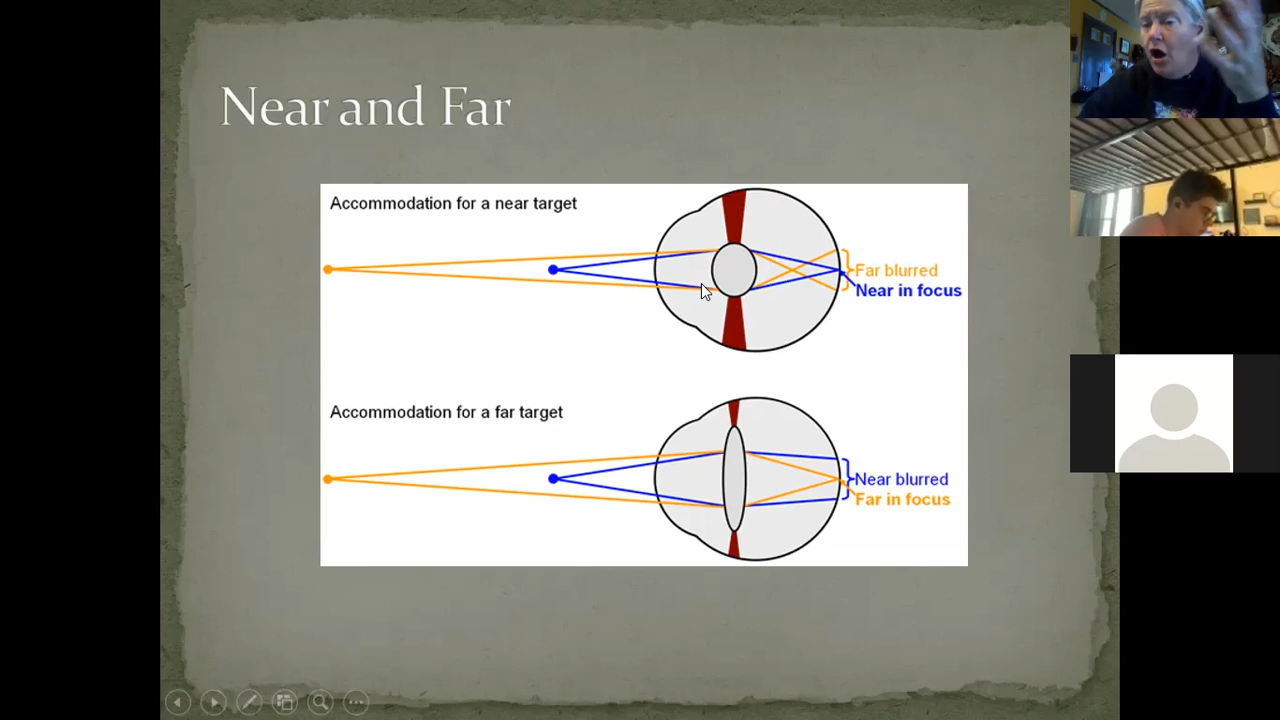 Near and Far
Accommodation for a near target
Far blurred
Near in focus
Accommodation for a far target
Near blurred
Far in focus